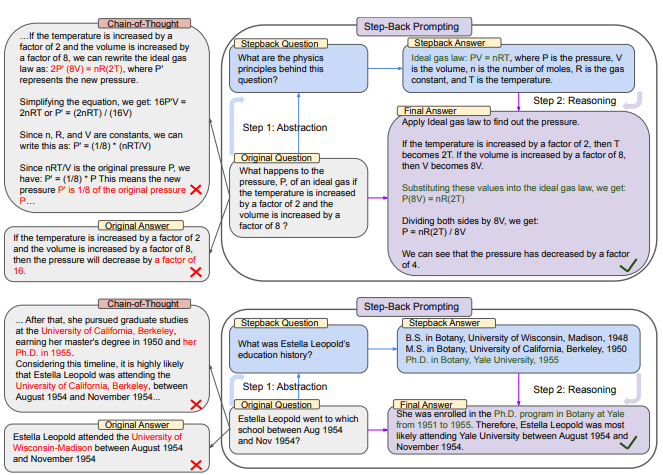 Chain-of-Thought
…If the temperature is increased by a
factor of 2 and the volume is increased by
a factor of 8, we can rewrite the ideal gas
law as: 2P' (8V) = nR(2T), where P'
represents the new pressure.
Simplifying the equation, we get: 16P'V =
2nRT or P' = (2nRT) / (16V)
Since n, R, and V are constants, we can
write this as: P' = (1/8) * (nRT/V)
Since nRT/V is the original pressure P, we
have: P' = (1/8) * P This means the new
pressure P' is 1/8 of the original pressure
P…
Original Answer
If the temperature is increased by a factor of 2
and the volume is increased by a factor of 8,
then the pressure will decrease by a factor of
16.
Step-Back Prompting
Stepback Question
What are the physics
principles behind this
question?
Stepback Answer
Ideal gas law: PV = nRT, where P is the pressure, V
is the volume, n is the number of moles, R is the gas
constant, and T is the temperature.
Step 1: Abstraction
Step 2: Reasoning
Original Question
What happens to the
pressure, P, of an ideal gas if
the temperature is increased
by a factor of 2 and the
volume is increased by a
factor of 8 ?
Final Answer
Apply Ideal gas law to find out the pressure.
If the temperature is increased by a factor of 2, then T
becomes 2T. If the volume is increased by a factor of 8,
then V becomes 8V.
Substituting these values into the ideal gas law, we get:
P(8V) = nR(2T)
Dividing both sides by 8V, we get:
P = nR(2T) / 8V
We can see that the pressure has decreased by a factor
of 4.
Chain-of-Thought
... After that, she pursued graduate studies
at the University of California, Berkeley,
earning her master's degree in 1950 and her
Ph.D. in 1955.
Considering this timeline, it is highly likely
that Estella Leopold was attending the
University of California, Berkeley, between
August 1954 and November 1954...
Original Answer
Estella Leopold attended the University of
Wisconsin-Madison between August 1954
and November 1954
Step-Back Prompting
Stepback Question
What was Estella Leopold's
education history?
Stepback Answer
B.S. in Botany, University of Wisconsin, Madison, 1948
M.S. in Botany, University of California, Berkeley, 1950
Ph.D. in Botany, Yale University, 1955
Step 1: Abstraction
Step 2: Reasoning
Original Question
Estella Leopold went to which
school between Aug 1954
and Nov 1954?
Final Answer
She was enrolled in the Ph.D. program in Botany at Yale
from 1951 to 1955. Therefore, Estella Leopold was most
likely attending Yale University between August 1954 and
November 1954.